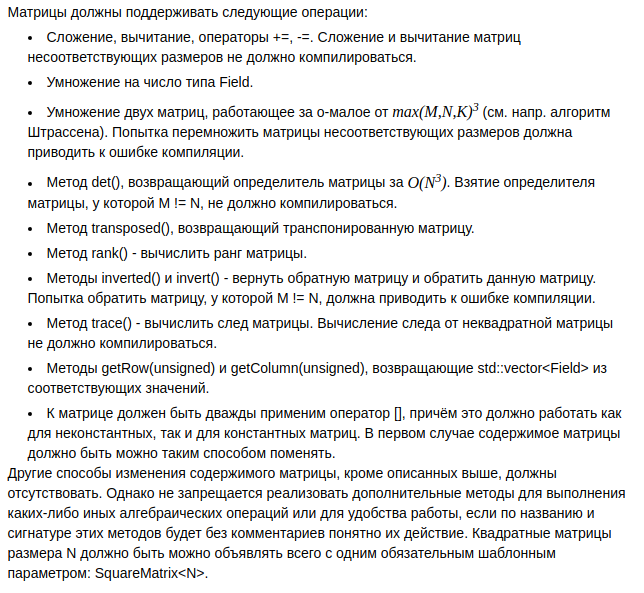 Матрицы должны поддерживать следующие операции:
• Сложение, вычитание, операторы +=, -=. Сложение и вычитание матриц
несоответствующих размеров не должно компилироваться.
• Умножение на число типа Field.
• Умножение двух матриц, работающее за o-малое от max(M,N,K)³ (см. напр. алгоритм
Штрассена). Попытка перемножить матрицы несоответствующих размеров должна
приводить к ошибке компиляции.
• Метод det(), возвращающий определитель матрицы за O(N³). Взятие определителя
матрицы, у которой M != N, не должно компилироваться.
• Метод transposed(), возвращающий транспонированную матрицу.
• Метод rank() - вычислить ранг матрицы.
• Методы inverted() и invert() - вернуть обратную матрицу и обратить данную матрицу.
Попытка обратить матрицу, у которой M != N, должна приводить к ошибке компиляции.
• Метод trace() - вычислить след матрицы. Вычисление следа от неквадратной матрицы
не должно компилироваться.
• Методы getRow(unsigned) и getColumn(unsigned), возвращающие std::vector<Field> из
соответствующих значений.
• К матрице должен быть дважды применим оператор [], причём это должно работать как
для неконстантных, так и для константных матриц. В первом случае содержимое матрицы
должно быть можно таким способом поменять.
Другие способы изменения содержимого матрицы, кроме описанных выше, должны
отсутствовать. Однако не запрещается реализовать дополнительные методы для выполнения
каких-либо иных алгебраических операций или для удобства работы, если по названию и
сигнатуре этих методов будет без комментариев понятно их действие. Квадратные матрицы
размера N должно быть можно объявлять всего с одним обязательным шаблонным
параметром: SquareMatrix<N>.